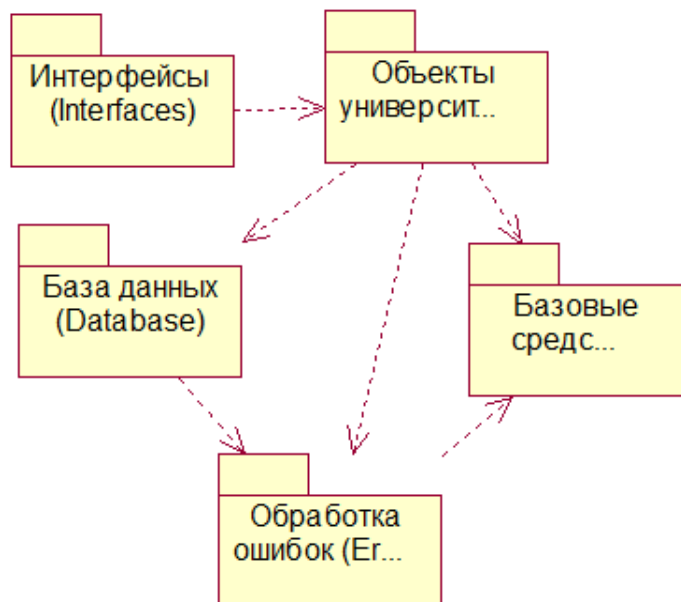 Интерфейсы
(Interfaces)
Объекты
университ...
База данных
(Database)
Базовые
средс...
Обработка
ошибок (Er...